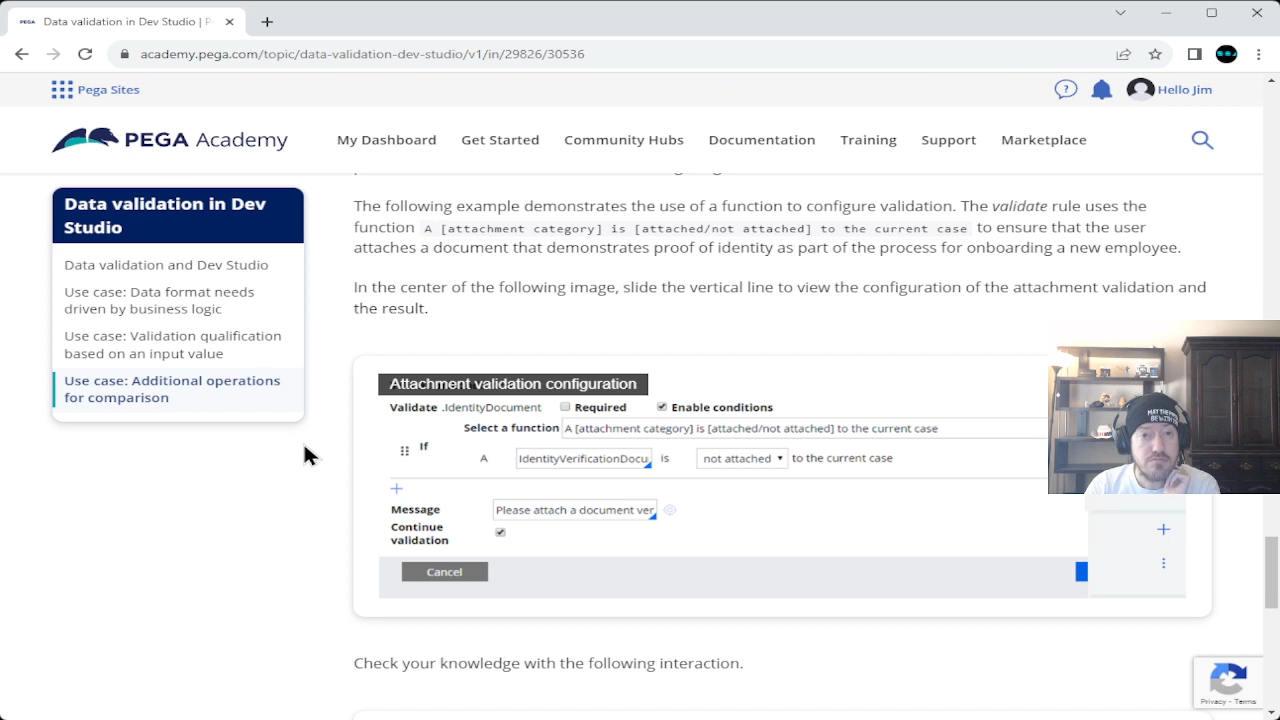 PEGA Data validation in Dev Studio | P
academy.pega.com/topic/data-validation-dev-studio/v1/in/29826/30536
Pega Sites
? Hello Jim
PEGA Academy
My Dashboard Get Started Community Hubs Documentation Training Support Marketplace
Data validation in Dev
Studio
Data validation and Dev Studio
Use case: Data format needs
driven by business logic
Use case: Validation qualification
based on an input value
Use case: Additional operations
for comparison
The following example demonstrates the use of a function to configure validation. The validate rule uses the
function A [attachment category] is [attached/not attached] to the current case to ensure that the user
attaches a document that demonstrates proof of identity as part of the process for onboarding a new employee.
In the center of the following image, slide the vertical line to view the configuration of the attachment validation and
the result.
Attachment validation configuration
Validate .IdentityDocument Required Enable conditions
Select a function A [attachment category] is [attached/not attached] to the current case
If
A IdentityVerificationDocu is not attached to the current case
Message Please attach a document ver
Continue
validation
Cancel
MAY THE
BE WITH
Check your knowledge with the following interaction.
Privacy - Terms